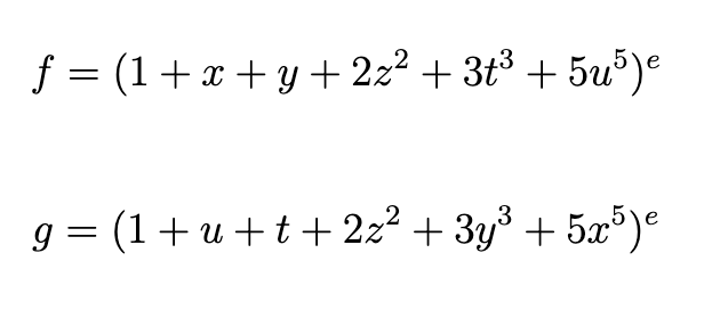 f = (1 + x + y + 2z² + 3t³ + 5u⁵)ᵉ
g = (1 + u + t + 2z² + 3y³ + 5x⁵)ᵉ